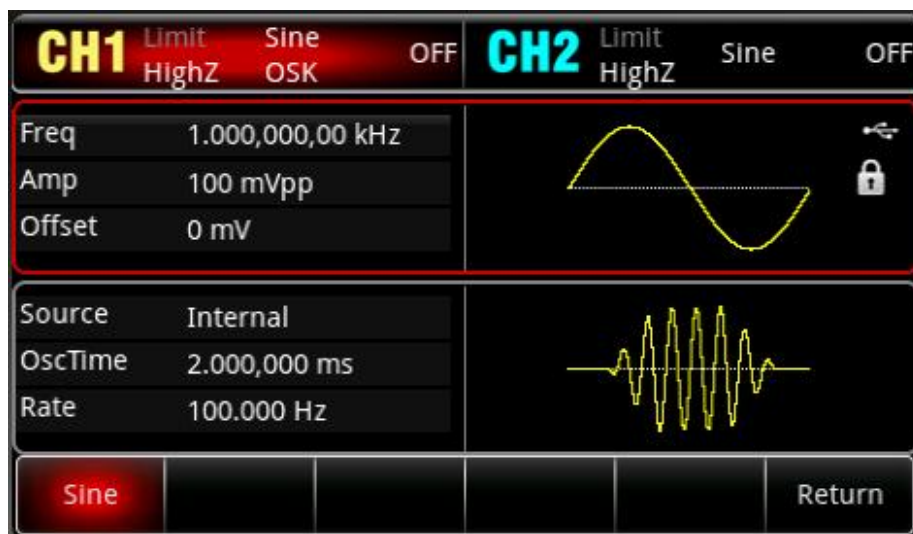 CH1 Limit Sine OFF CH2 Limit Sine OFF
HighZ OSK HighZ
Freq 1.000,000,00 kHz
Amp 100 mVpp
Offset 0 mV
Source Internal
OscTime 2.000,000 ms
Rate 100.000 Hz
Sine Return